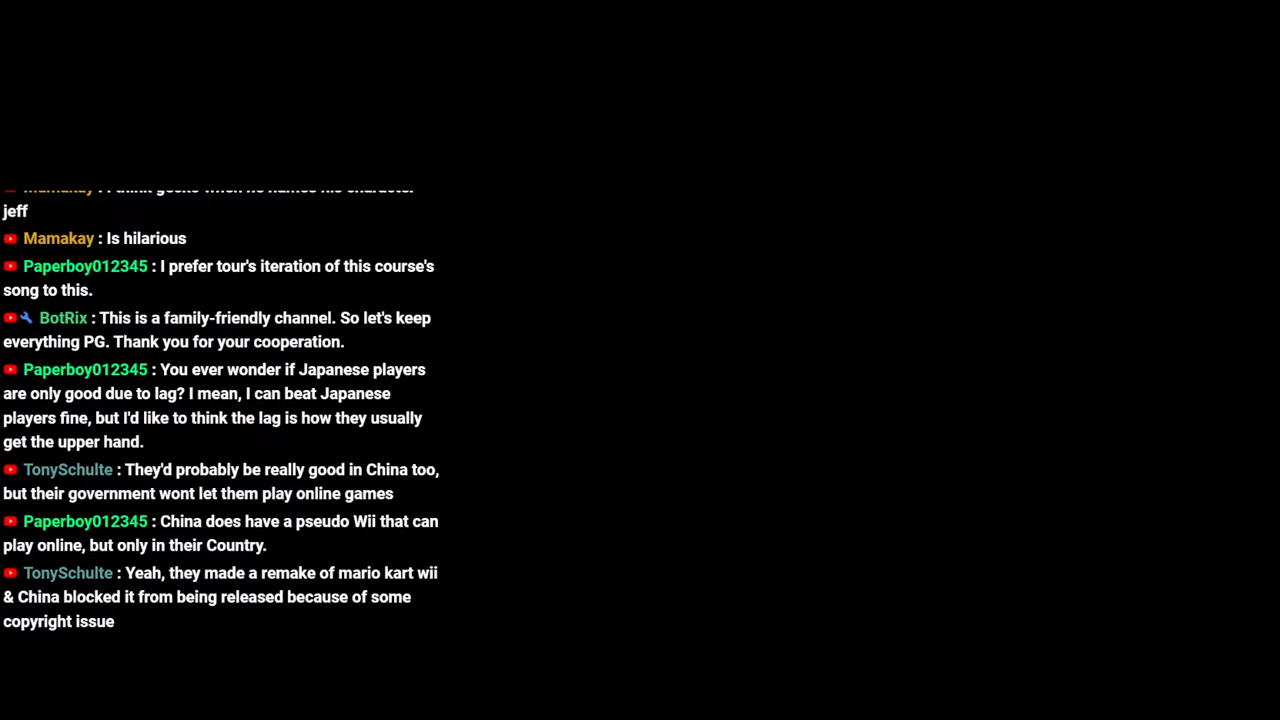 jeff
Mamakay : Is hilarious
Paperboy012345 : I prefer tour's iteration of this course's
song to this.
BotRix : This is a family-friendly channel. So let's keep
everything PG. Thank you for your cooperation.
Paperboy012345 : You ever wonder if Japanese players
are only good due to lag? I mean, I can beat Japanese
players fine, but I'd like to think the lag is how they usually
get the upper hand.
TonySchulte : They'd probably be really good in China too,
but their government wont let them play online games
Paperboy012345 : China does have a pseudo Wii that can
play online, but only in their Country.
TonySchulte : Yeah, they made a remake of mario kart wii
& China blocked it from being released because of some
copyright issue